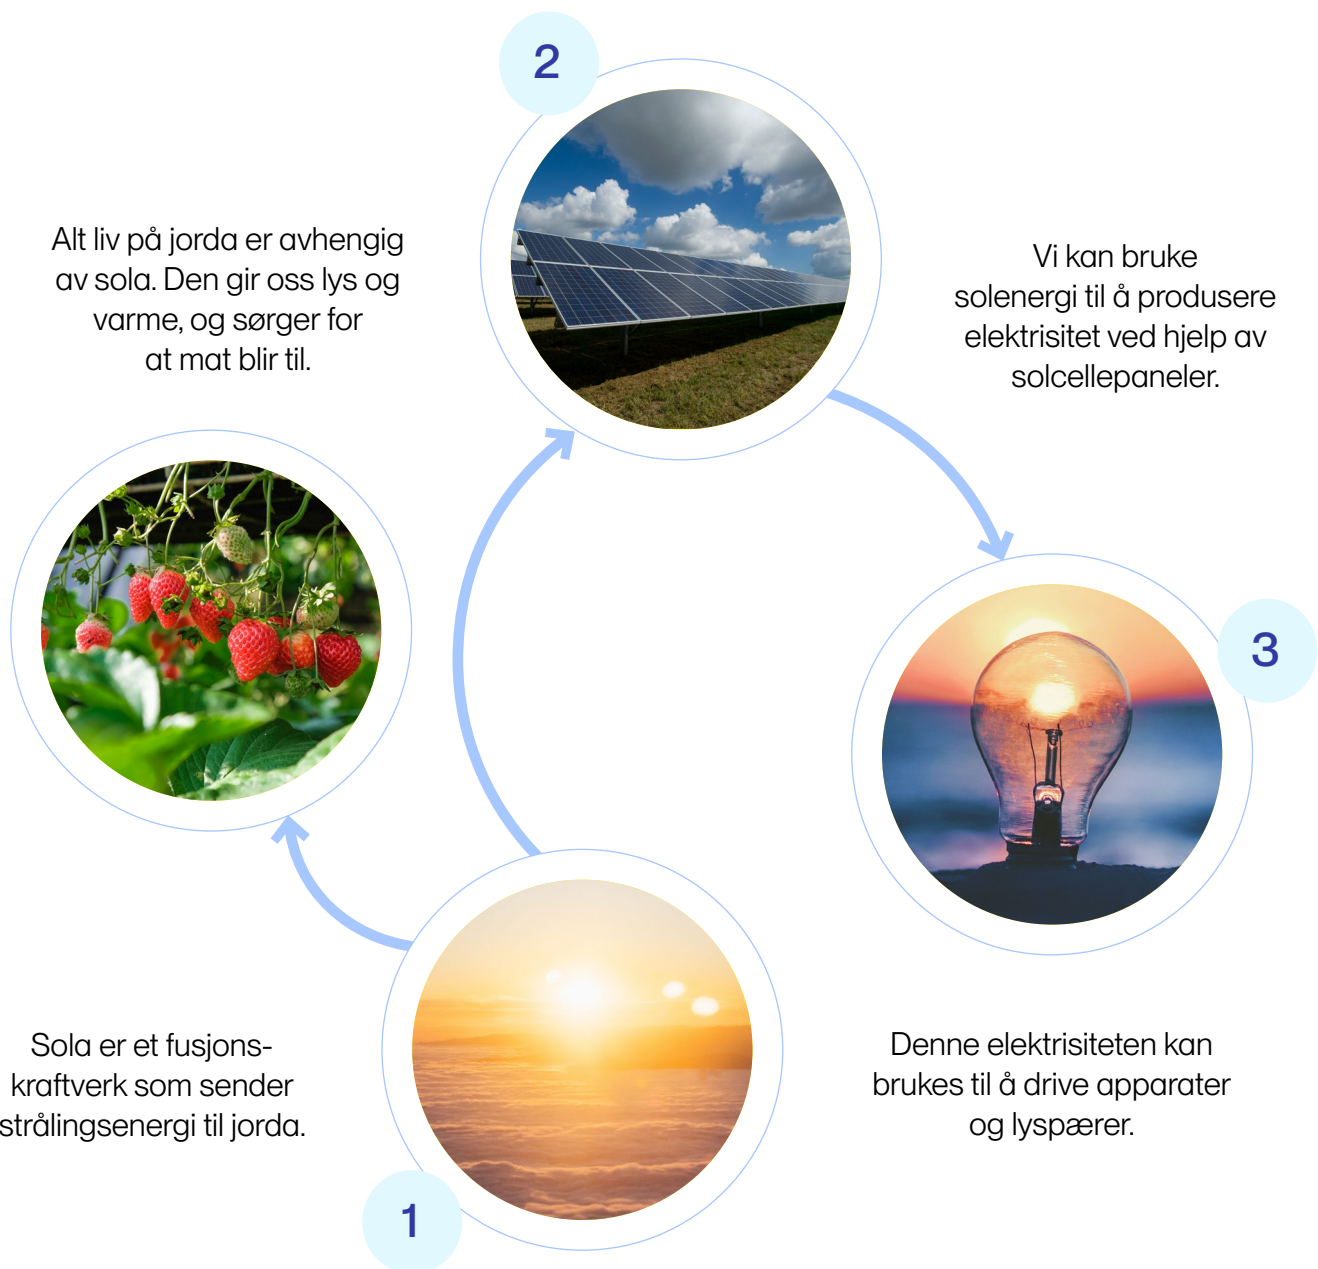 2
Alt liv på jorda er avhengig
av sola. Den gir oss lys og
varme, og sørger for
at mat blir til.
Vi kan bruke
solenergi til å produsere
elektrisitet ved hjelp av
solcellepaneler.
3
Sola er et fusjons-
kraftverk som sender
strålingsenergi til jorda.
Denne elektrisiteten kan
brukes til å drive apparater
og lyspærer.
1